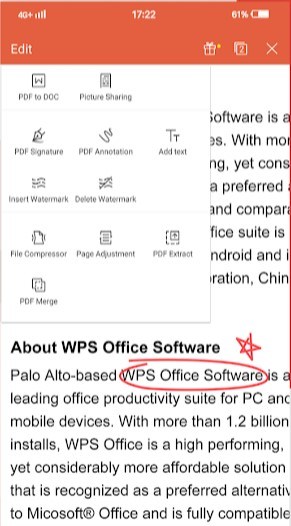 4G+ 17:22 61%
Edit 2
PDF to DOC Picture Sharing
PDF Signature PDF Annotation Add text
Insert Watermark Delete Watermark
File Compressor Page Adjustment PDF Extract
PDF Merge
Software is a
es. With mor
ng, yet cons
a preferred
and compara
fice suite is
ndroid and i
ration, Chin
About WPS Office Software
Palo Alto-based WPS Office Software is a
leading office productivity suite for PC and
mobile devices. With more than 1.2 billion
installs, WPS Office is a high performing,
yet considerably more affordable solution
that is recognized as a preferred alternativ
to Microsoft® Office and is fully compatible